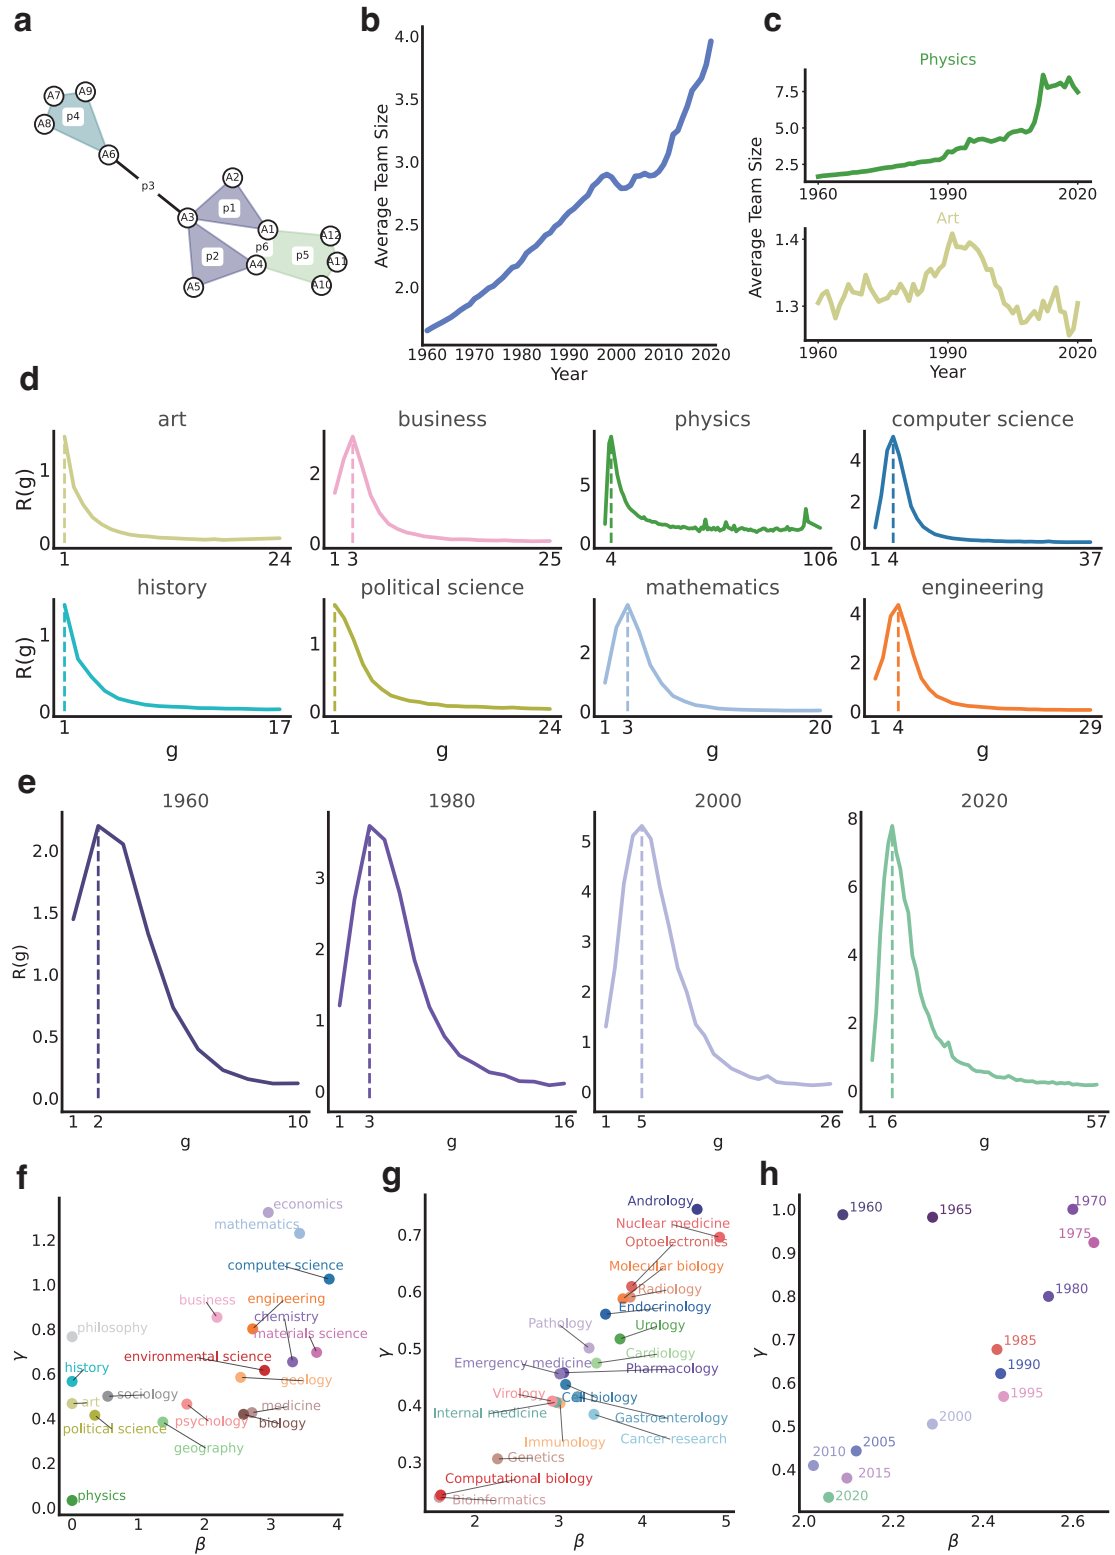 a
A7
A9
A8
p4
A6
p3
A2
A3
p1
A1
A12
p6
p2
p5
A11
A4
A5
A10
b
4.0
3.5
3.0
2.5
2.0
Average Team Size
1960 1970 1980 1990 2000 2010 2020
Year
c
Physics
7.5
5.0
2.5
1960 1990 2020
Art
1.4
1.3
Average Team Size
1960 1990 2020
Year
d
art
R(g)
1
0
1 24
business
2
0
1 3 25
physics
5
0
4 106
computer science
4
2
0
1 4 37
history
R(g)
1
0
1 17
g
political science
1
0
1 24
g
mathematics
2
0
1 3 20
g
engineering
4
2
0
1 4 29
g
e
1960
R(g)
2.0
1.5
1.0
0.5
0.0
1 2 10
g
1980
3
2
1
0
1 3 16
g
2000
5
4
3
2
1
0
1 5 26
g
2020
8
6
4
2
0
1 6 57
g
f
γ
1.2
1.0
0.8
0.6
0.4
0.2
0.0
economics
mathematics
computer science
business
engineering
chemistry
philosophy
materials science
environmental science
history
geology
sociology
art
medicine
political science
psychology
biology
geography
physics
0 1 2 3 4
β
g
γ
0.7
0.6
0.5
0.4
0.3
Andrology
Nuclear medicine
Optoelectronics
Molecular biology
Radiology
Endocrinology
Pathology
Urology
Cardiology
Emergency medicine
Pharmacology
Virology
Cell biology
Internal medicine
Gastroenterology
Immunology
Cancer research
Genetics
Computational biology
Bioinformatics
2 3 4 5
β
h
γ
1.0
0.9
0.8
0.7
0.6
0.5
0.4
1960
1965
1970
1975
1980
1985
1990
1995
2000
2005
2010
2015
2020
2.0 2.2 2.4 2.6
β